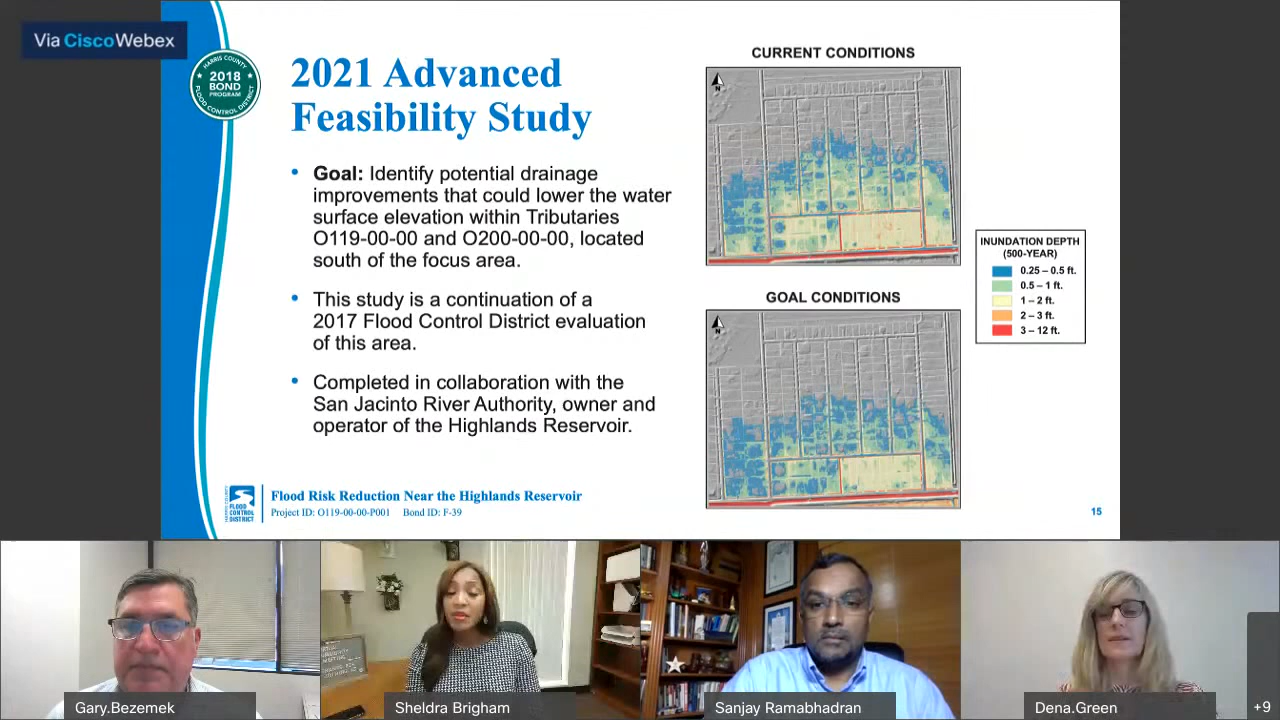 Via Cisco Webex
HARRIS COUNTY
2018
BOND
PROGRAM
FLOOD CONTROL DISTRICT
2021 Advanced
Feasibility Study
• Goal: Identify potential drainage
improvements that could lower the water
surface elevation within Tributaries
O119-00-00 and O200-00-00, located
south of the focus area.
• This study is a continuation of a
2017 Flood Control District evaluation
of this area.
• Completed in collaboration with the
San Jacinto River Authority, owner and
operator of the Highlands Reservoir.
CURRENT CONDITIONS
N
INUNDATION DEPTH
(500-YEAR)
0.25 – 0.5 ft.
0.5 – 1 ft.
1 – 2 ft.
2 – 3 ft.
3 – 12 ft.
GOAL CONDITIONS
N
HARRIS COUNTY
FLOOD
CONTROL
DISTRICT
Flood Risk Reduction Near the Highlands Reservoir
Project ID: O119-00-00-P001 Bond ID: F-39
15
Gary.Bezemek
Sheldra Brigham
Sanjay Ramabhadran
Dena.Green
+9